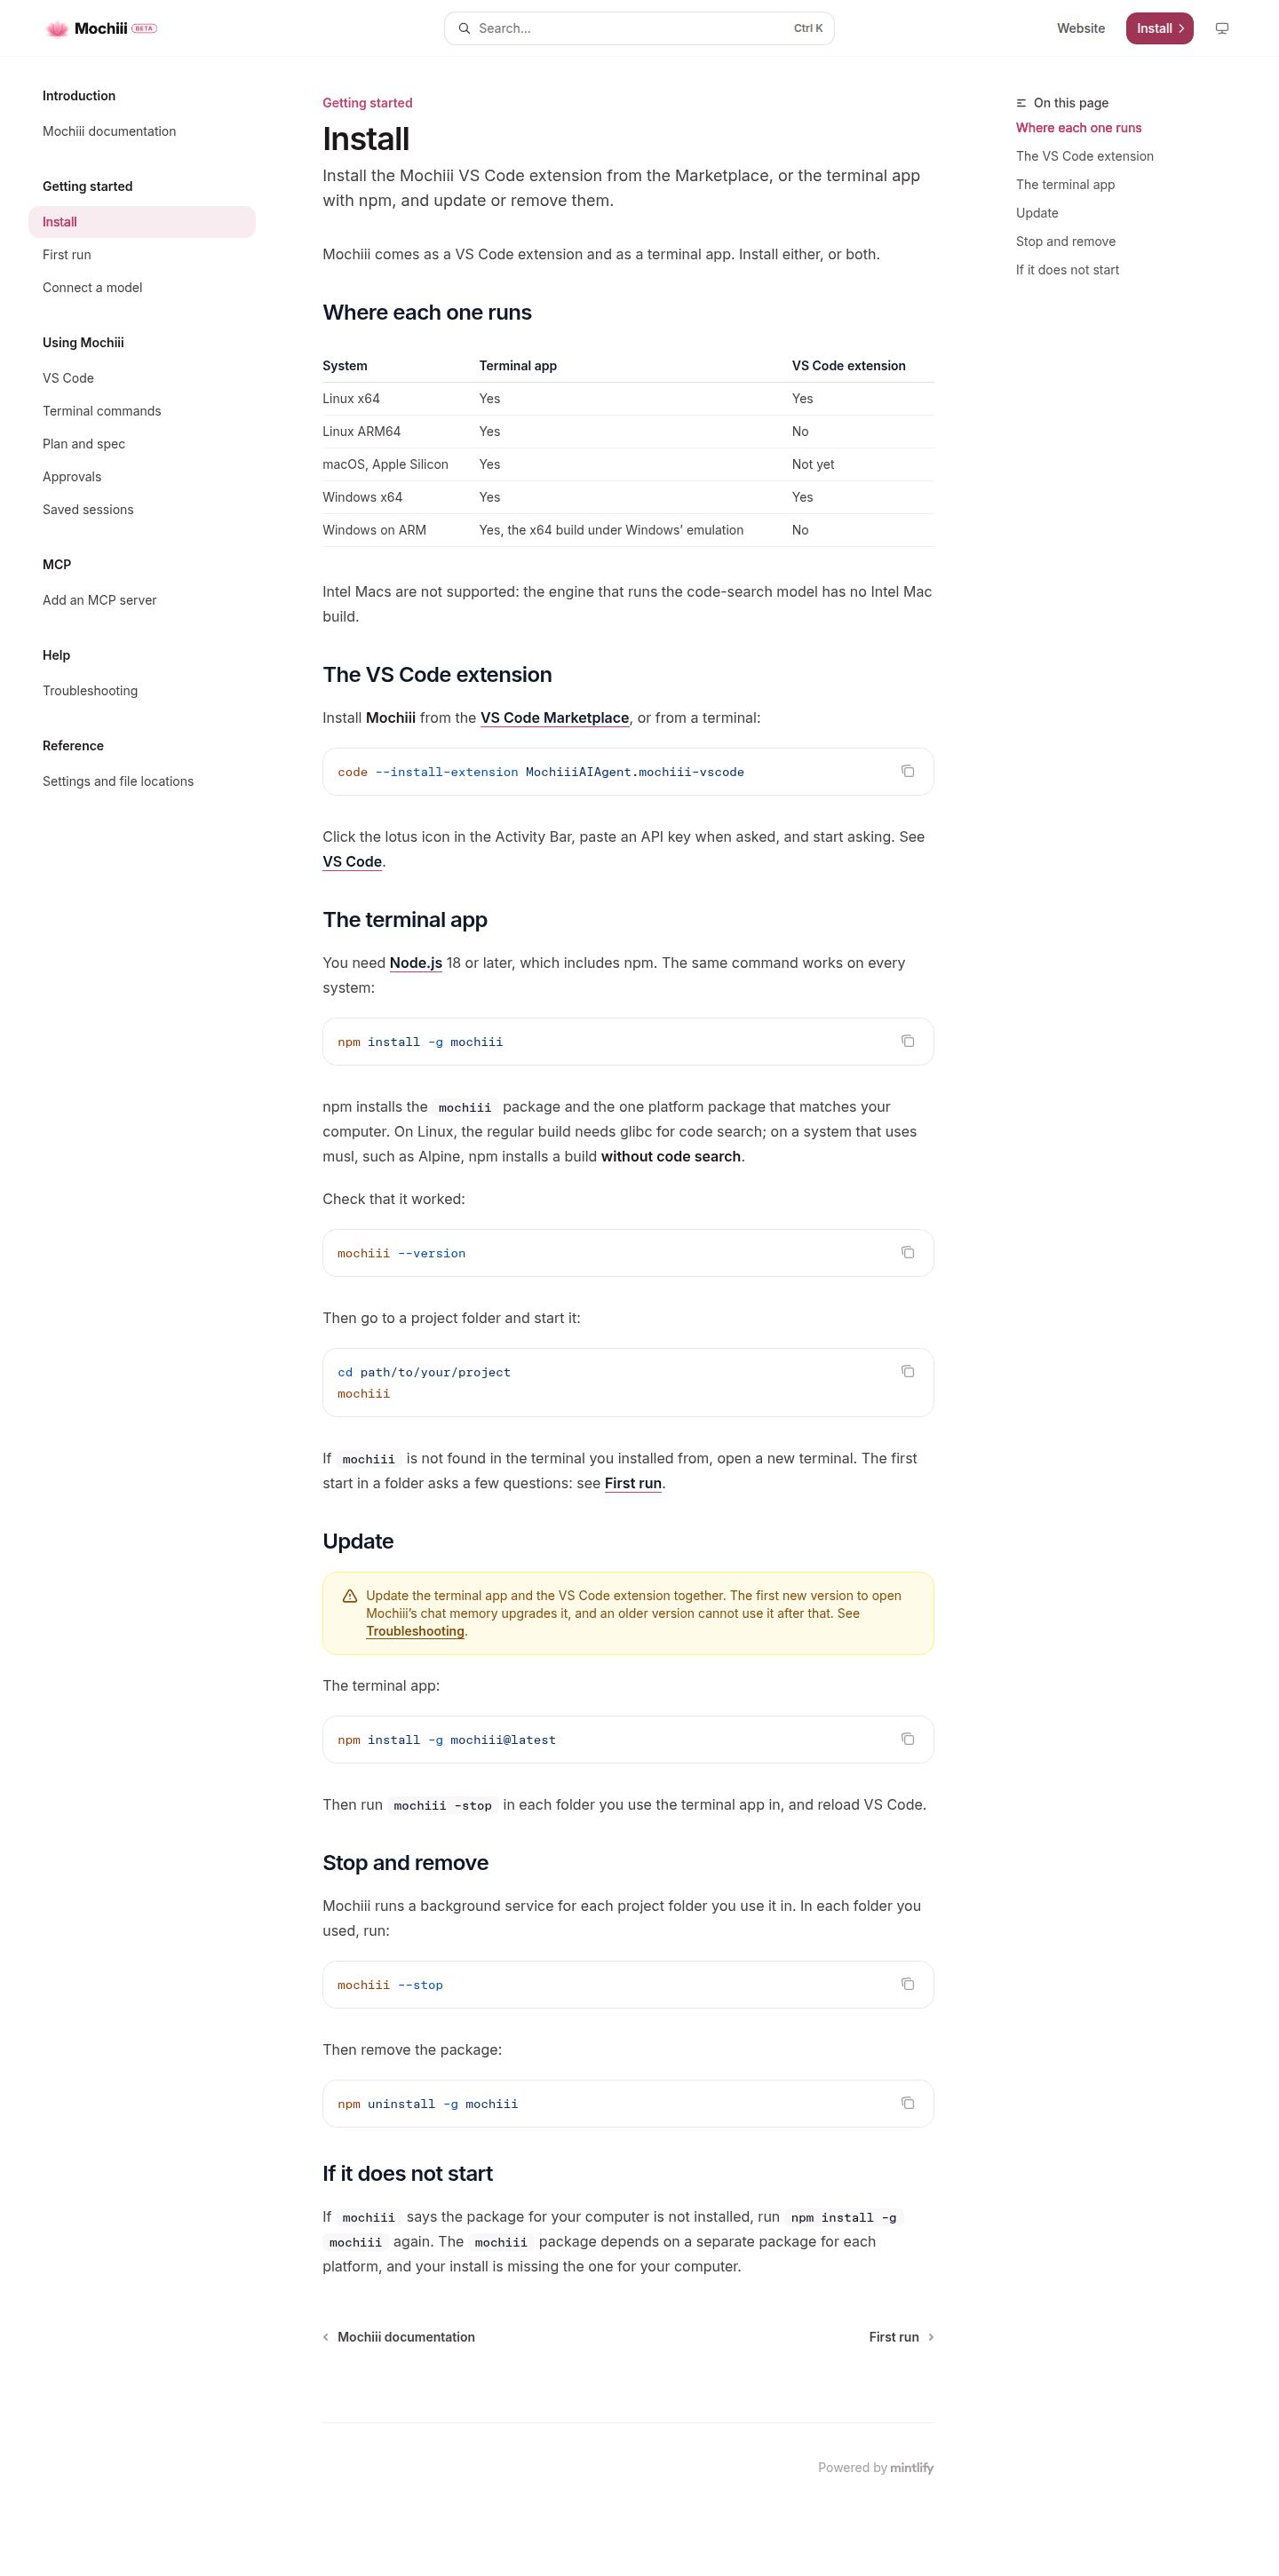 Mochiii BETA
Search...
Ctrl K
Website
Install
Introduction
Mochiii documentation
Getting started
Install
First run
Connect a model
Using Mochiii
VS Code
Terminal commands
Plan and spec
Approvals
Saved sessions
MCP
Add an MCP server
Help
Troubleshooting
Reference
Settings and file locations
Getting started
Install
Install the Mochiii VS Code extension from the Marketplace, or the terminal app
with npm, and update or remove them.
Mochiii comes as a VS Code extension and as a terminal app. Install either, or both.
Where each one runs
System Terminal app VS Code extension
Linux x64 Yes Yes
Linux ARM64 Yes No
macOS, Apple Silicon Yes Not yet
Windows x64 Yes Yes
Windows on ARM Yes, the x64 build under Windows’ emulation No
Intel Macs are not supported: the engine that runs the code-search model has no Intel Mac
build.
The VS Code extension
Install Mochiii from the VS Code Marketplace, or from a terminal:
code --install-extension MochiiiAIAgent.mochiii-vscode
Click the lotus icon in the Activity Bar, paste an API key when asked, and start asking. See
VS Code.
The terminal app
You need Node.js 18 or later, which includes npm. The same command works on every
system:
npm install -g mochiii
npm installs the mochiii package and the one platform package that matches your
computer. On Linux, the regular build needs glibc for code search; on a system that uses
musl, such as Alpine, npm installs a build without code search.
Check that it worked:
mochiii --version
Then go to a project folder and start it:
cd path/to/your/project
mochiii
If mochiii is not found in the terminal you installed from, open a new terminal. The first
start in a folder asks a few questions: see First run.
Update
Update the terminal app and the VS Code extension together. The first new version to open
Mochiii’s chat memory upgrades it, and an older version cannot use it after that. See
Troubleshooting.
The terminal app:
npm install -g mochiii@latest
Then run mochiii -stop in each folder you use the terminal app in, and reload VS Code.
Stop and remove
Mochiii runs a background service for each project folder you use it in. In each folder you
used, run:
mochiii --stop
Then remove the package:
npm uninstall -g mochiii
If it does not start
If mochiii says the package for your computer is not installed, run npm install -g
mochiii again. The mochiii package depends on a separate package for each
platform, and your install is missing the one for your computer.
Mochiii documentation
First run
Powered by mintlify
On this page
Where each one runs
The VS Code extension
The terminal app
Update
Stop and remove
If it does not start